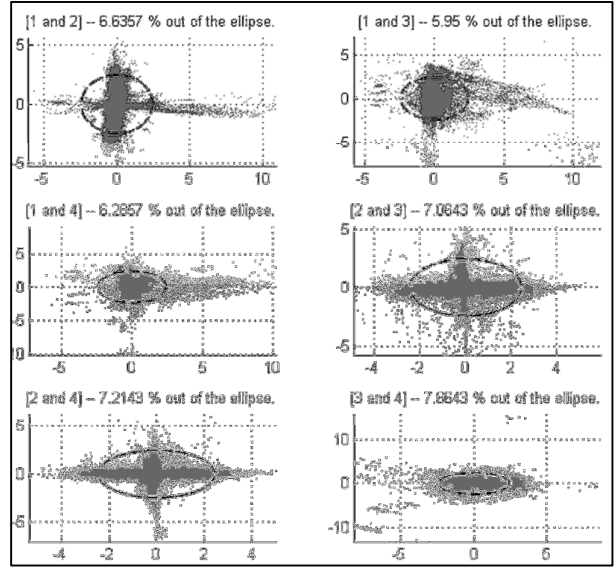 [1 and 2] -- 6.6357 % out of the ellipse.
5
0
-5
-5 0 5 10
[1 and 3] -- 5.95 % out of the ellipse.
5
0
-5
-5 0 5 10
[1 and 4] -- 6.2857 % out of the ellipse.
5
0
-5
-10
-5 0 5 10
[2 and 3] -- 7.0643 % out of the ellipse.
5
0
-5
-4 -2 0 2 4
[2 and 4] -- 7.2143 % out of the ellipse.
5
0
-5
-4 -2 0 2 4
[3 and 4] -- 7.8643 % out of the ellipse.
10
0
-10
-5 0 5